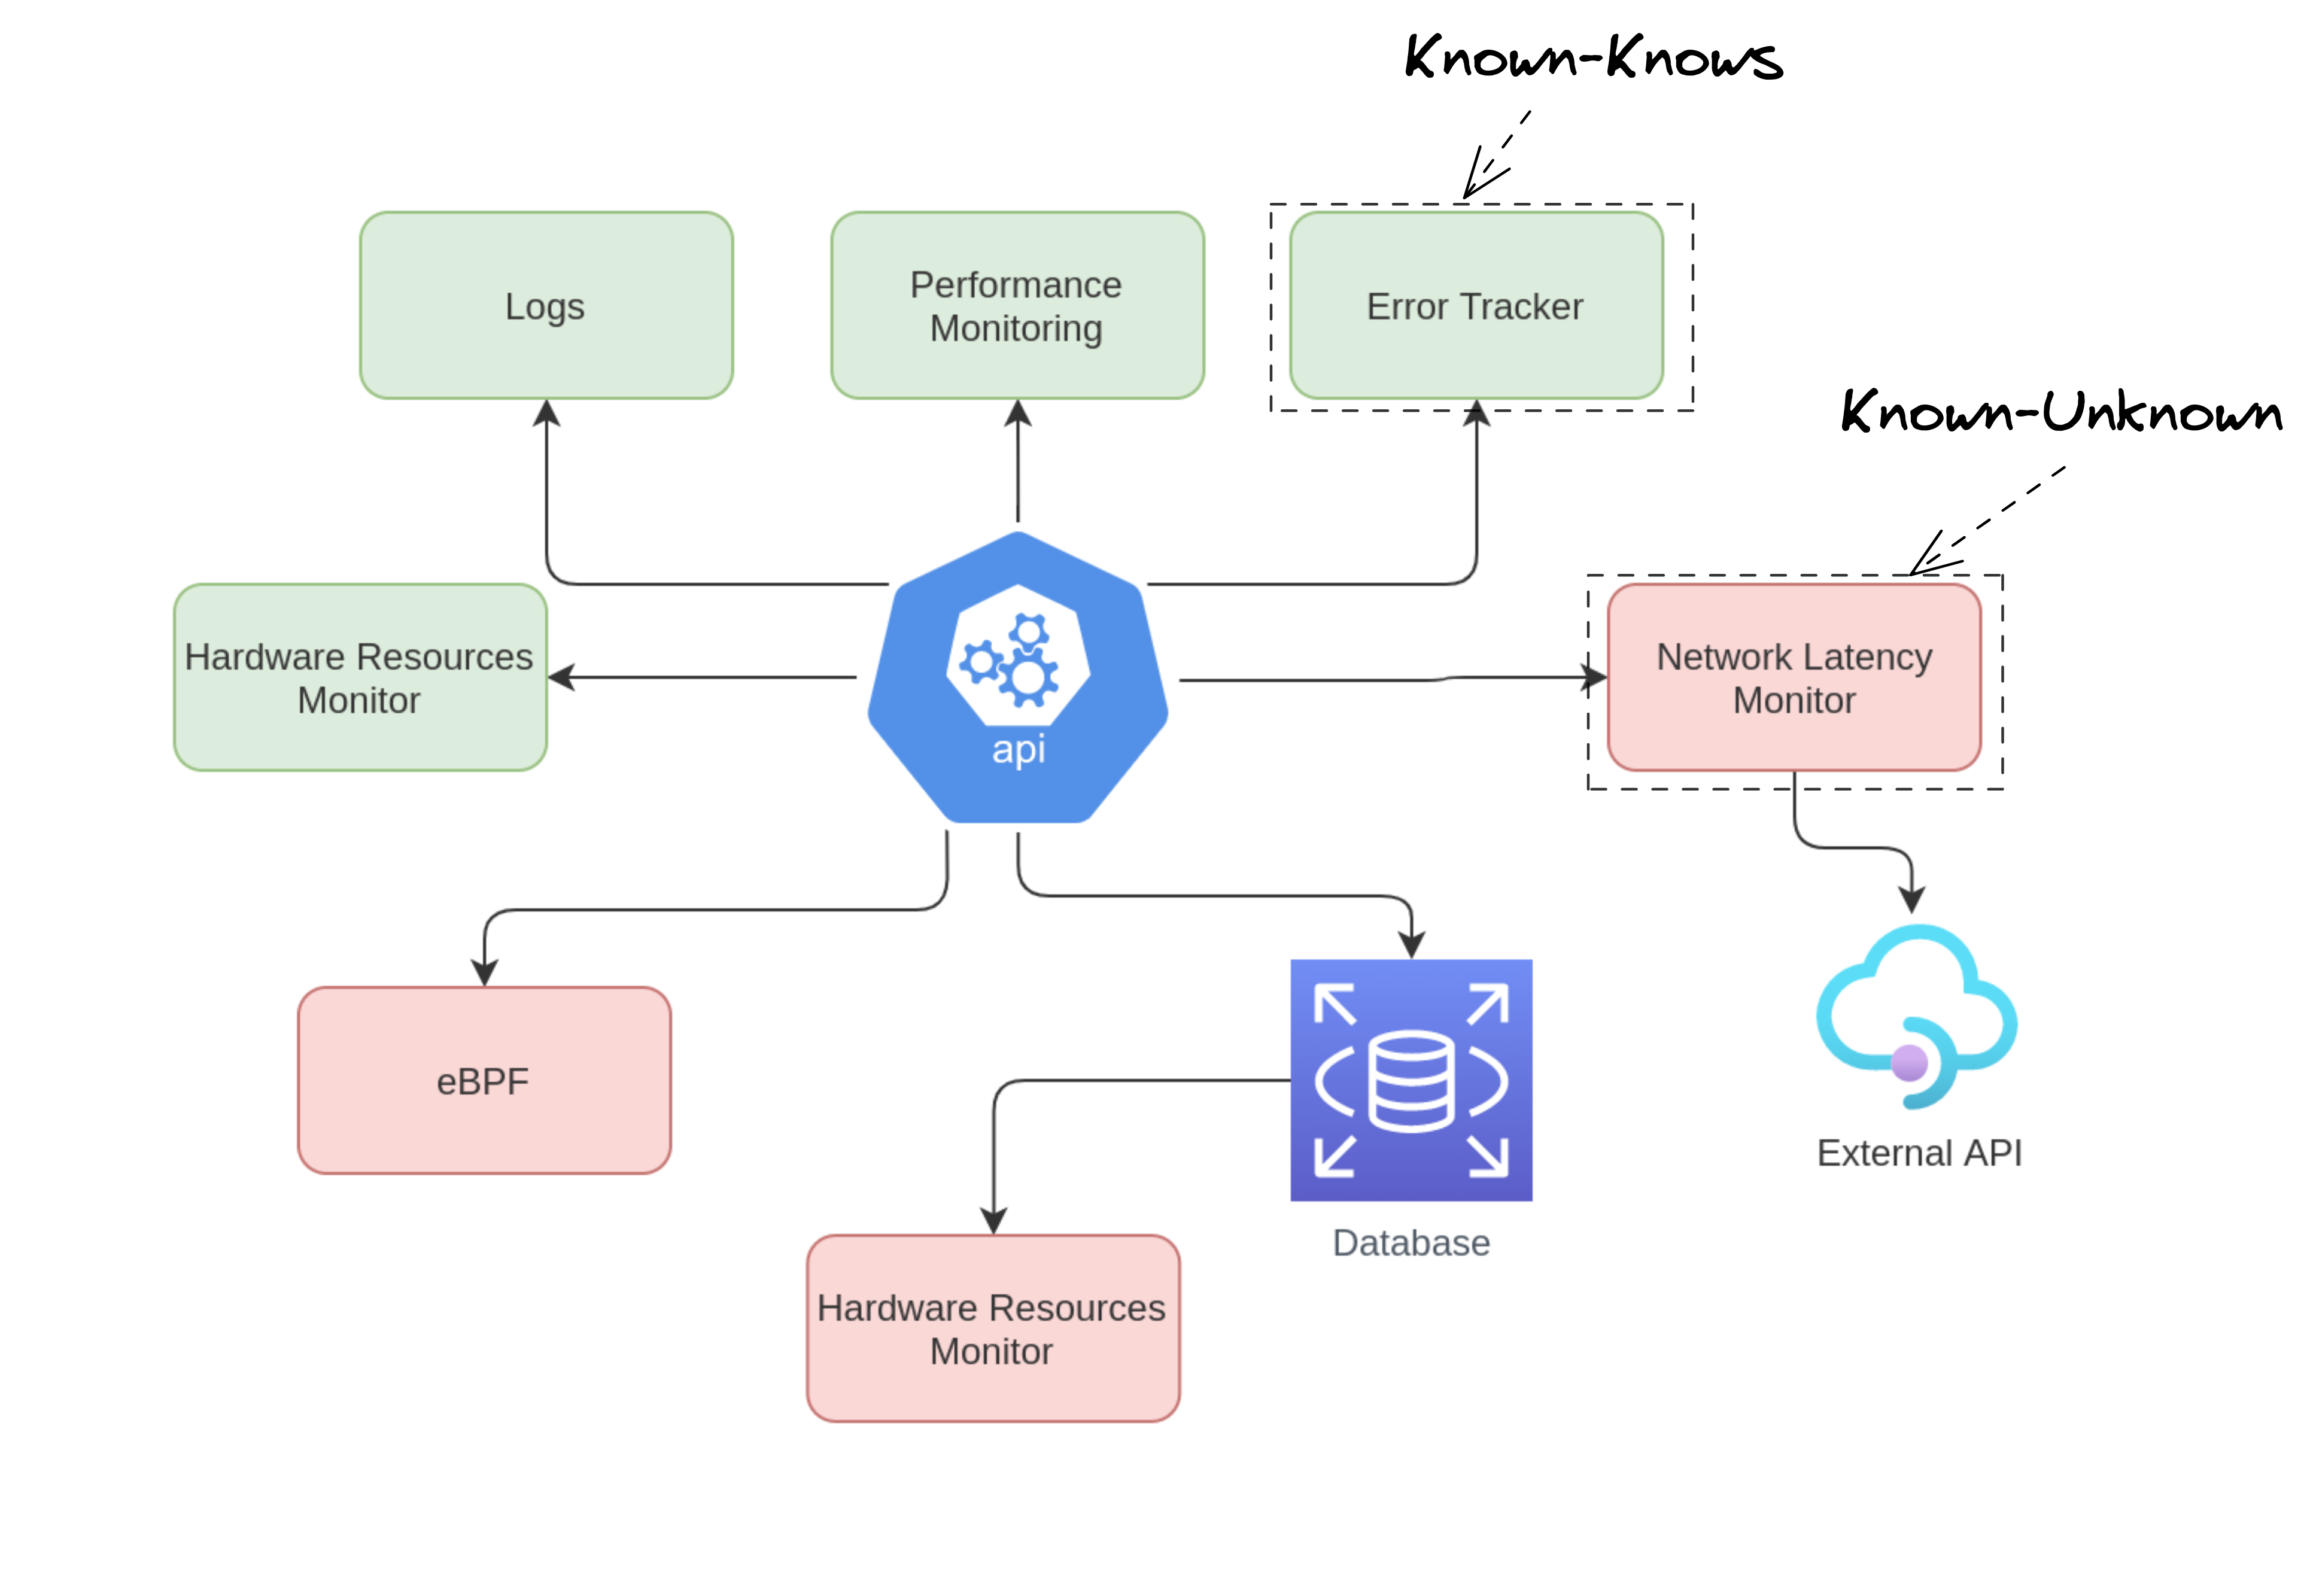 Known-Knows
Logs
Performance
Monitoring
Error Tracker
Known-Unknown
Hardware Resources
Monitor
api
Network Latency
Monitor
eBPF
External API
Database
Hardware Resources
Monitor